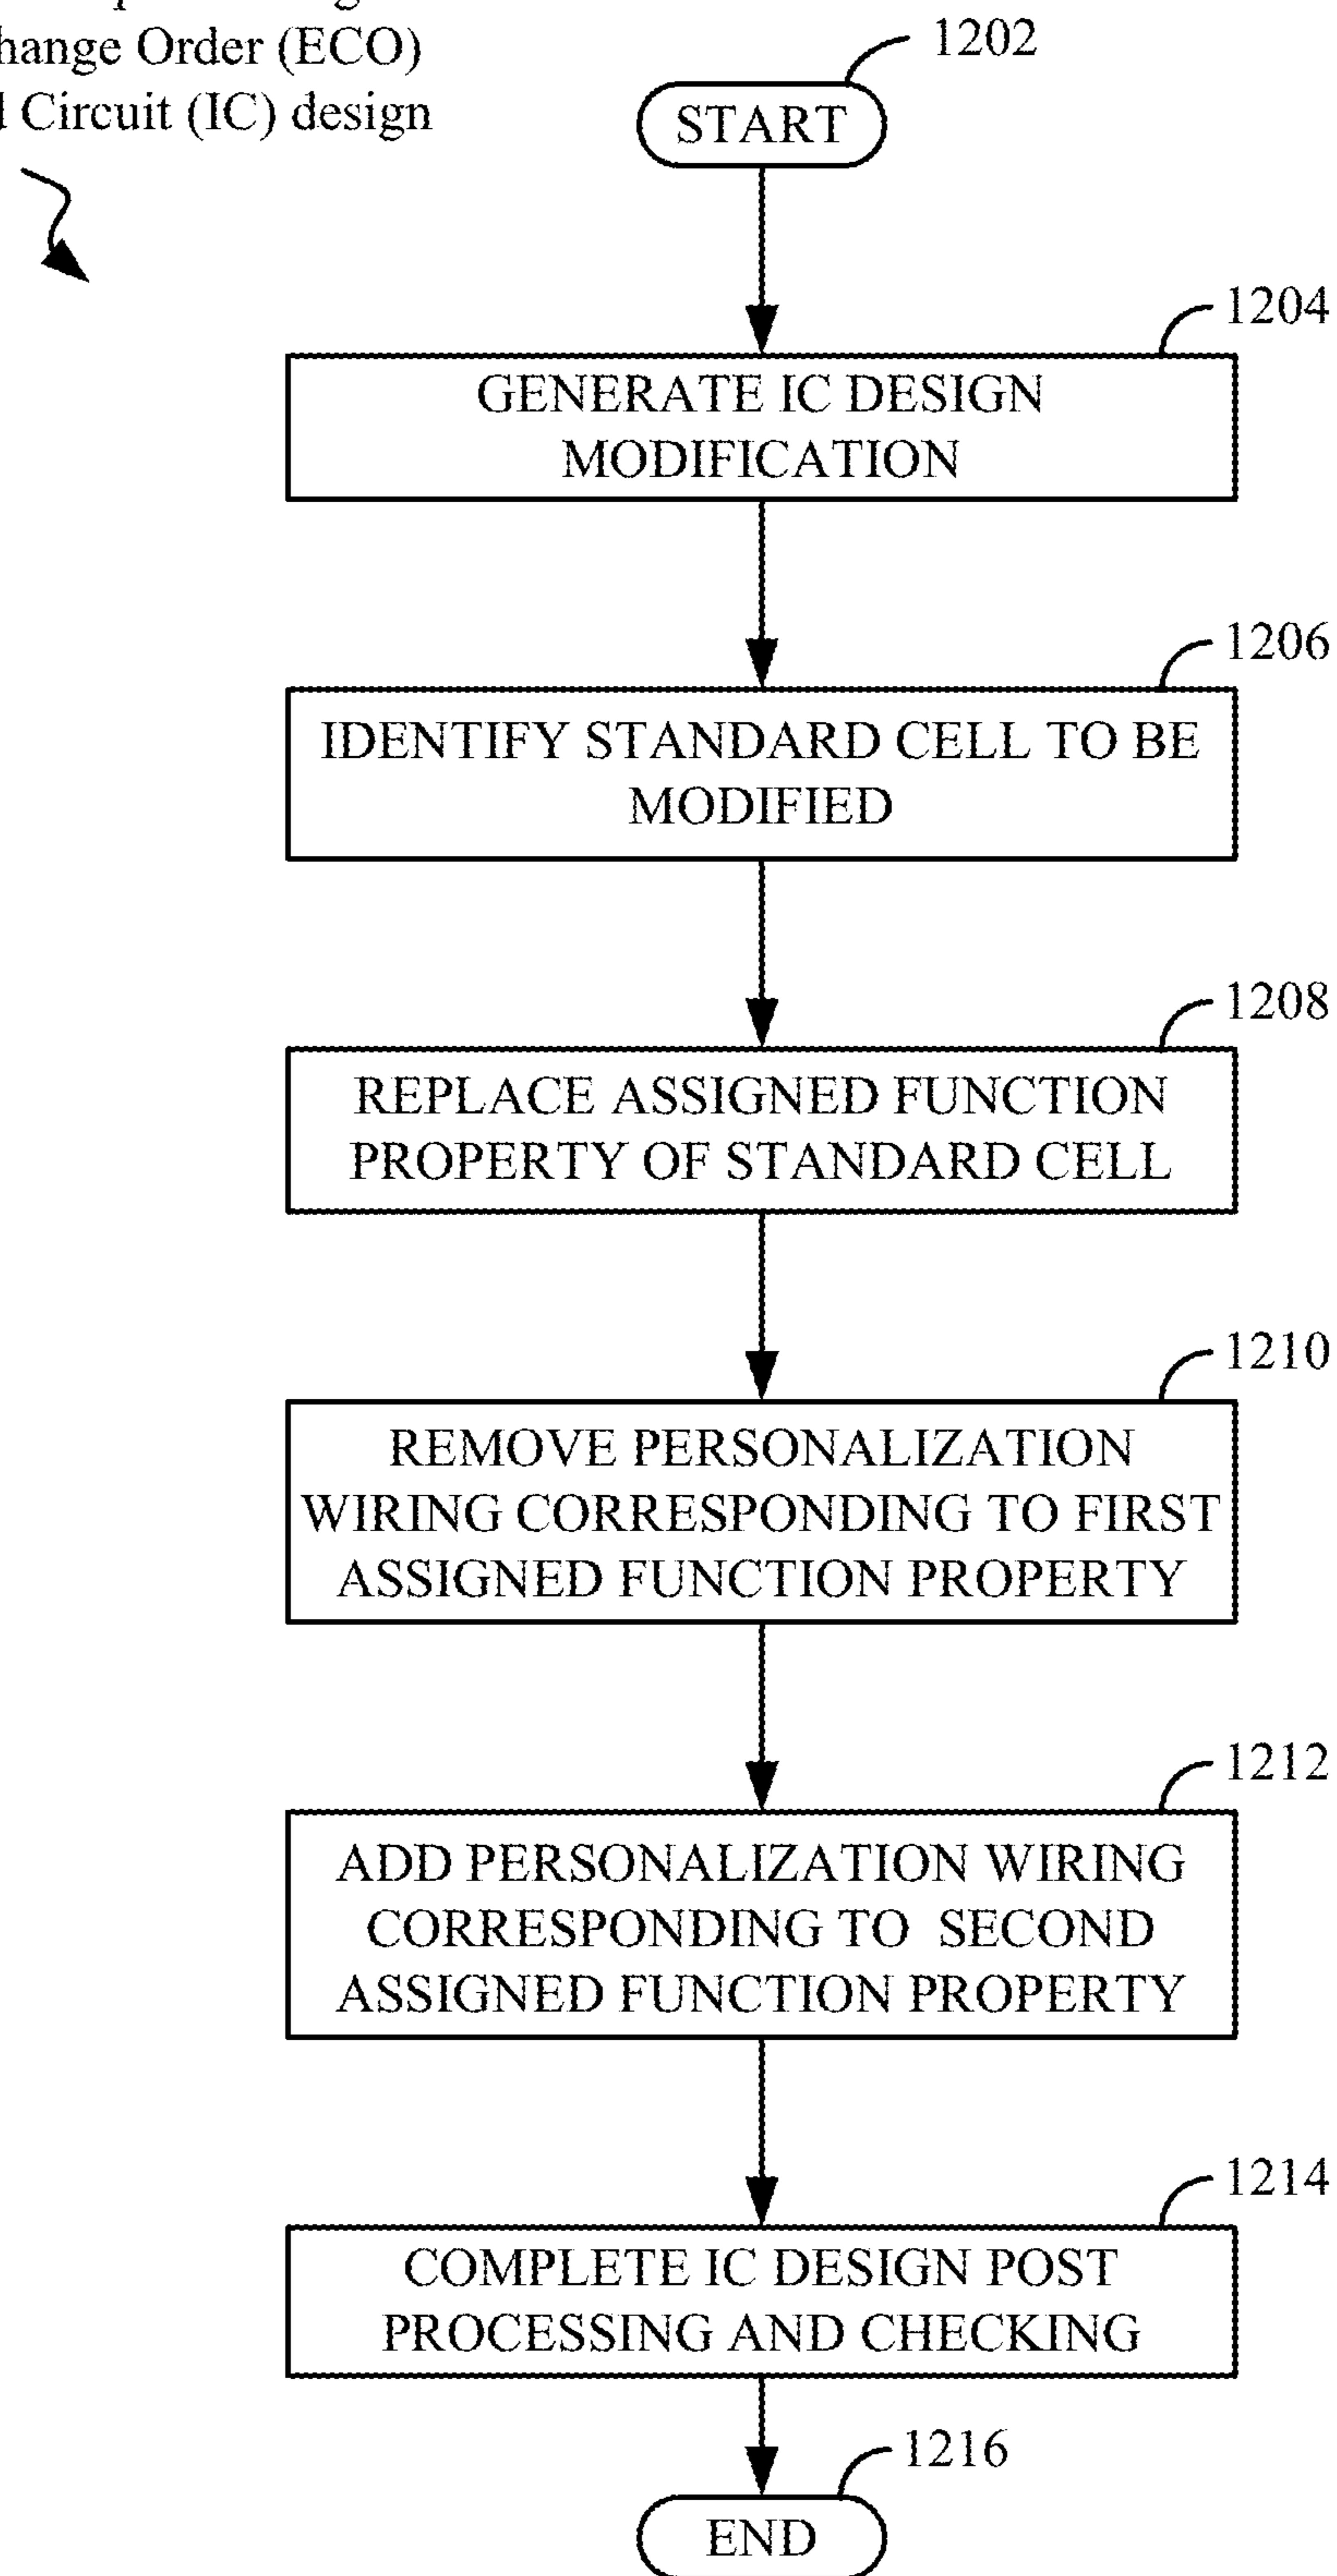 hange Order (ECO)
Circuit (IC) design
1202
START
1204
GENERATE IC DESIGN
MODIFICATION
1206
IDENTIFY STANDARD CELL TO BE
MODIFIED
1208
REPLACE ASSIGNED FUNCTION
PROPERTY OF STANDARD CELL
1210
REMOVE PERSONALIZATION
WIRING CORRESPONDING TO FIRST
ASSIGNED FUNCTION PROPERTY
1212
ADD PERSONALIZATION WIRING
CORRESPONDING TO SECOND
ASSIGNED FUNCTION PROPERTY
1214
COMPLETE IC DESIGN POST
PROCESSING AND CHECKING
1216
END